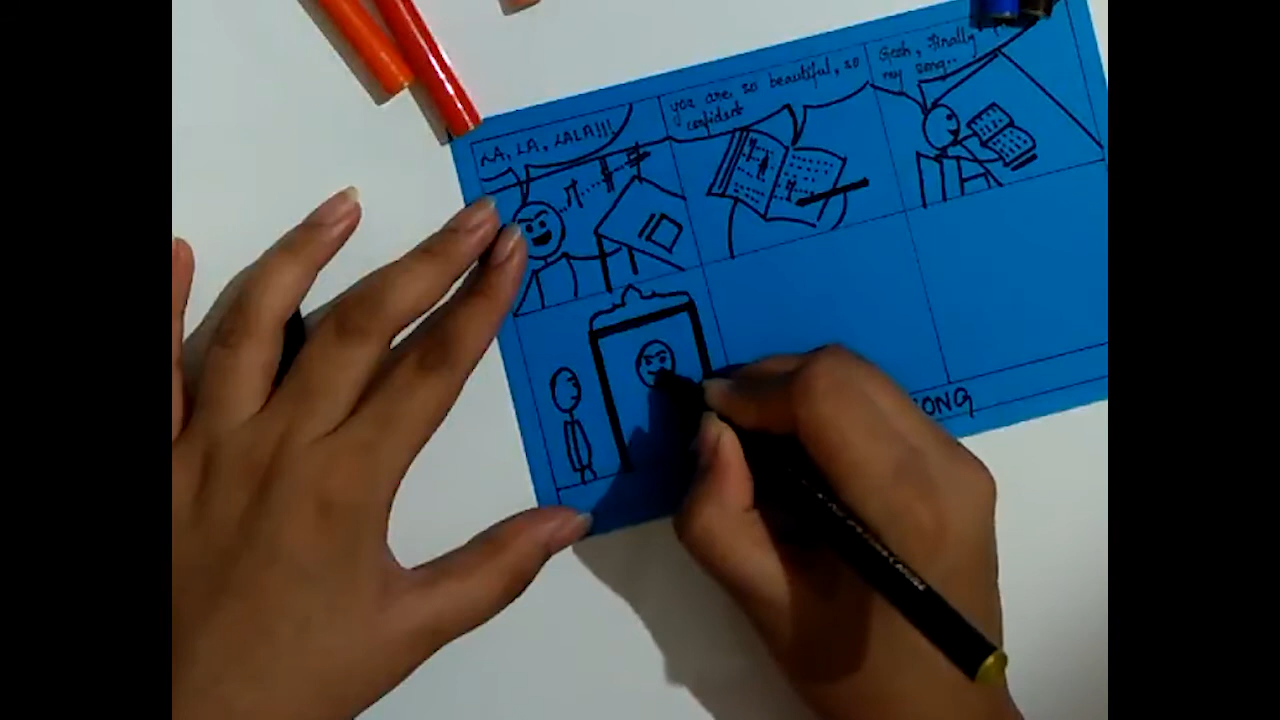 LA, LA, LALA!!!
you are so beautiful, so
confident
Gosh, finally
my song..
ONG